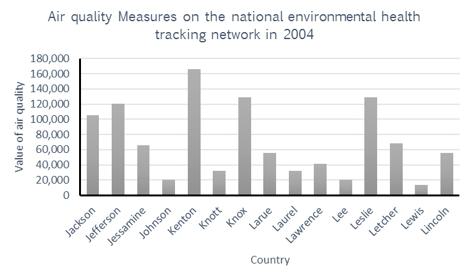 Air quality Measures on the national environmental health
tracking network in 2004
Value of air quality
180,000
160,000
140,000
120,000
100,000
80,000
60,000
40,000
20,000
0
Jackson
Jefferson
Jessamine
Johnson
Kenton
Knott
Knox
Larue
Laurel
Lawrence
Lee
Leslie
Letcher
Lewis
Lincoln
Country